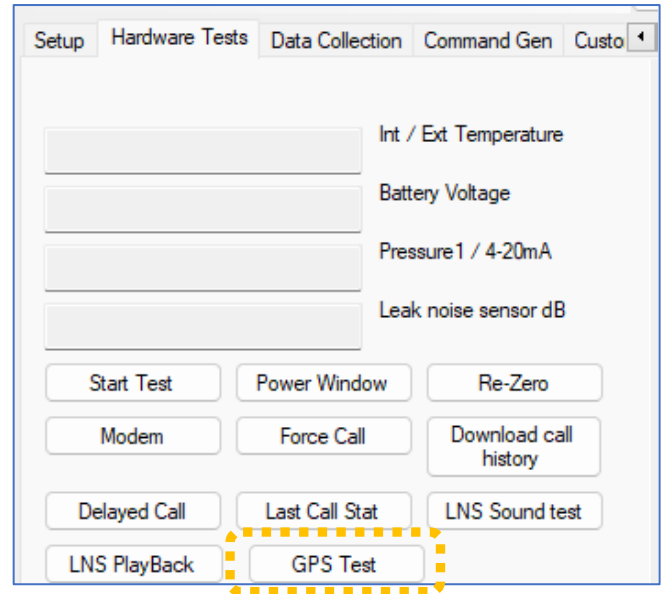 Setup Hardware Tests Data Collection Command Gen Custo
Int / Ext Temperature
Battery Voltage
Pressure1 / 4-20mA
Leak noise sensor dB
Start Test Power Window Re-Zero
Modem Force Call Download call
history
Delayed Call Last Call Stat LNS Sound test
LNS PlayBack GPS Test